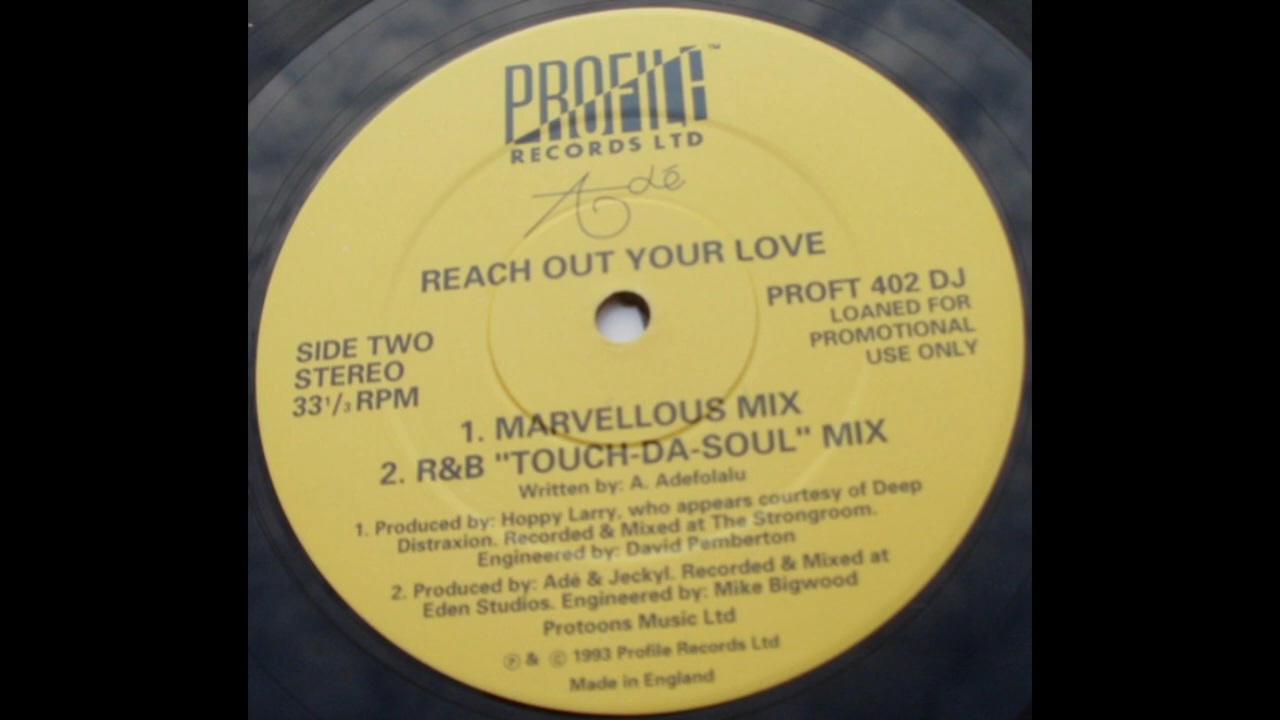 PROFILE™
RECORDS LTD
Adé
REACH OUT YOUR LOVE
PROFT 402 DJ
LOANED FOR
PROMOTIONAL
USE ONLY
SIDE TWO
STEREO
33 1/3 RPM
1. MARVELLOUS MIX
2. R&B "TOUCH-DA-SOUL" MIX
Written by: A. Adefolalu
1. Produced by: Hoppy Larry, who appears courtesy of Deep
Distraxion. Recorded & Mixed at The Strongroom.
Engineered by: David Pemberton
2. Produced by: Adé & Jeckyl. Recorded & Mixed at
Eden Studios. Engineered by: Mike Bigwood
Protoons Music Ltd
℗ & © 1993 Profile Records Ltd
Made in England